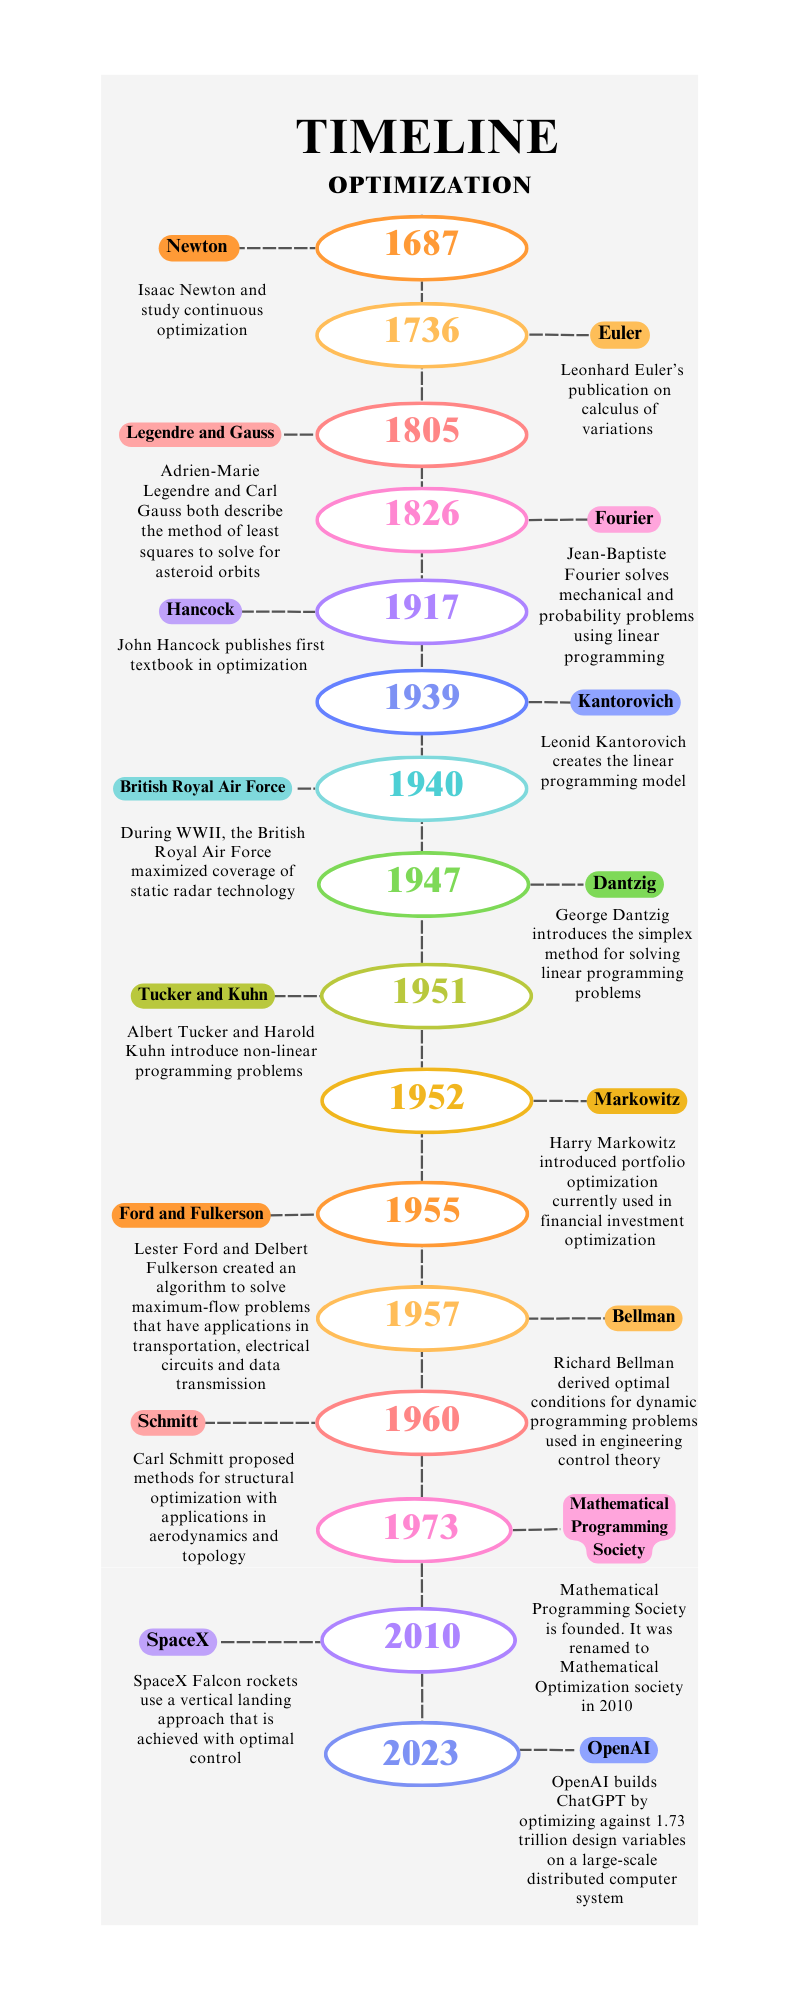 TIMELINE
OPTIMIZATION
1687
Newton
Isaac Newton and
study continuous
optimization
1736
Euler
Leonhard Euler's
publication on
calculus of
variations
1805
Legendre and Gauss
Adrien-Marie
Legendre and Carl
Gauss both describe
the method of least
squares to solve for
asteroid orbits
1826
Fourier
Jean-Baptiste
Fourier solves
mechanical and
probability problems
using linear
programming
1917
Hancock
John Hancock publishes first
textbook in optimization
1939
Kantorovich
Leonid Kantorovich
creates the linear
programming model
1940
British Royal Air Force
During WWII, the British
Royal Air Force
maximized coverage of
static radar technology
1947
Dantzig
George Dantzig
introduces the simplex
method for solving
linear programming
problems
1951
Tucker and Kuhn
Albert Tucker and Harold
Kuhn introduce non-linear
programming problems
1952
Markowitz
Harry Markowitz
introduced portfolio
optimization
currently used in
financial investment
optimization
1955
Ford and Fulkerson
Lester Ford and Delbert
Fulkerson created an
algorithm to solve
maximum-flow problems
that have applications in
transportation, electrical
circuits and data
transmission
1957
Bellman
Richard Bellman
derived optimal
conditions for dynamic
programming problems
used in engineering
control theory
1960
Schmitt
Carl Schmitt proposed
methods for structural
optimization with
applications in
aerodynamics and
topology
1973
Mathematical
Programming
Society
Mathematical
Programming Society
is founded. It was
renamed to
Mathematical
Optimization society
in 2010
2010
SpaceX
SpaceX Falcon rockets
use a vertical landing
approach that is
achieved with optimal
control
2023
OpenAI
OpenAI builds
ChatGPT by
optimizing against 1.73
trillion design variables
on a large-scale
distributed computer
system